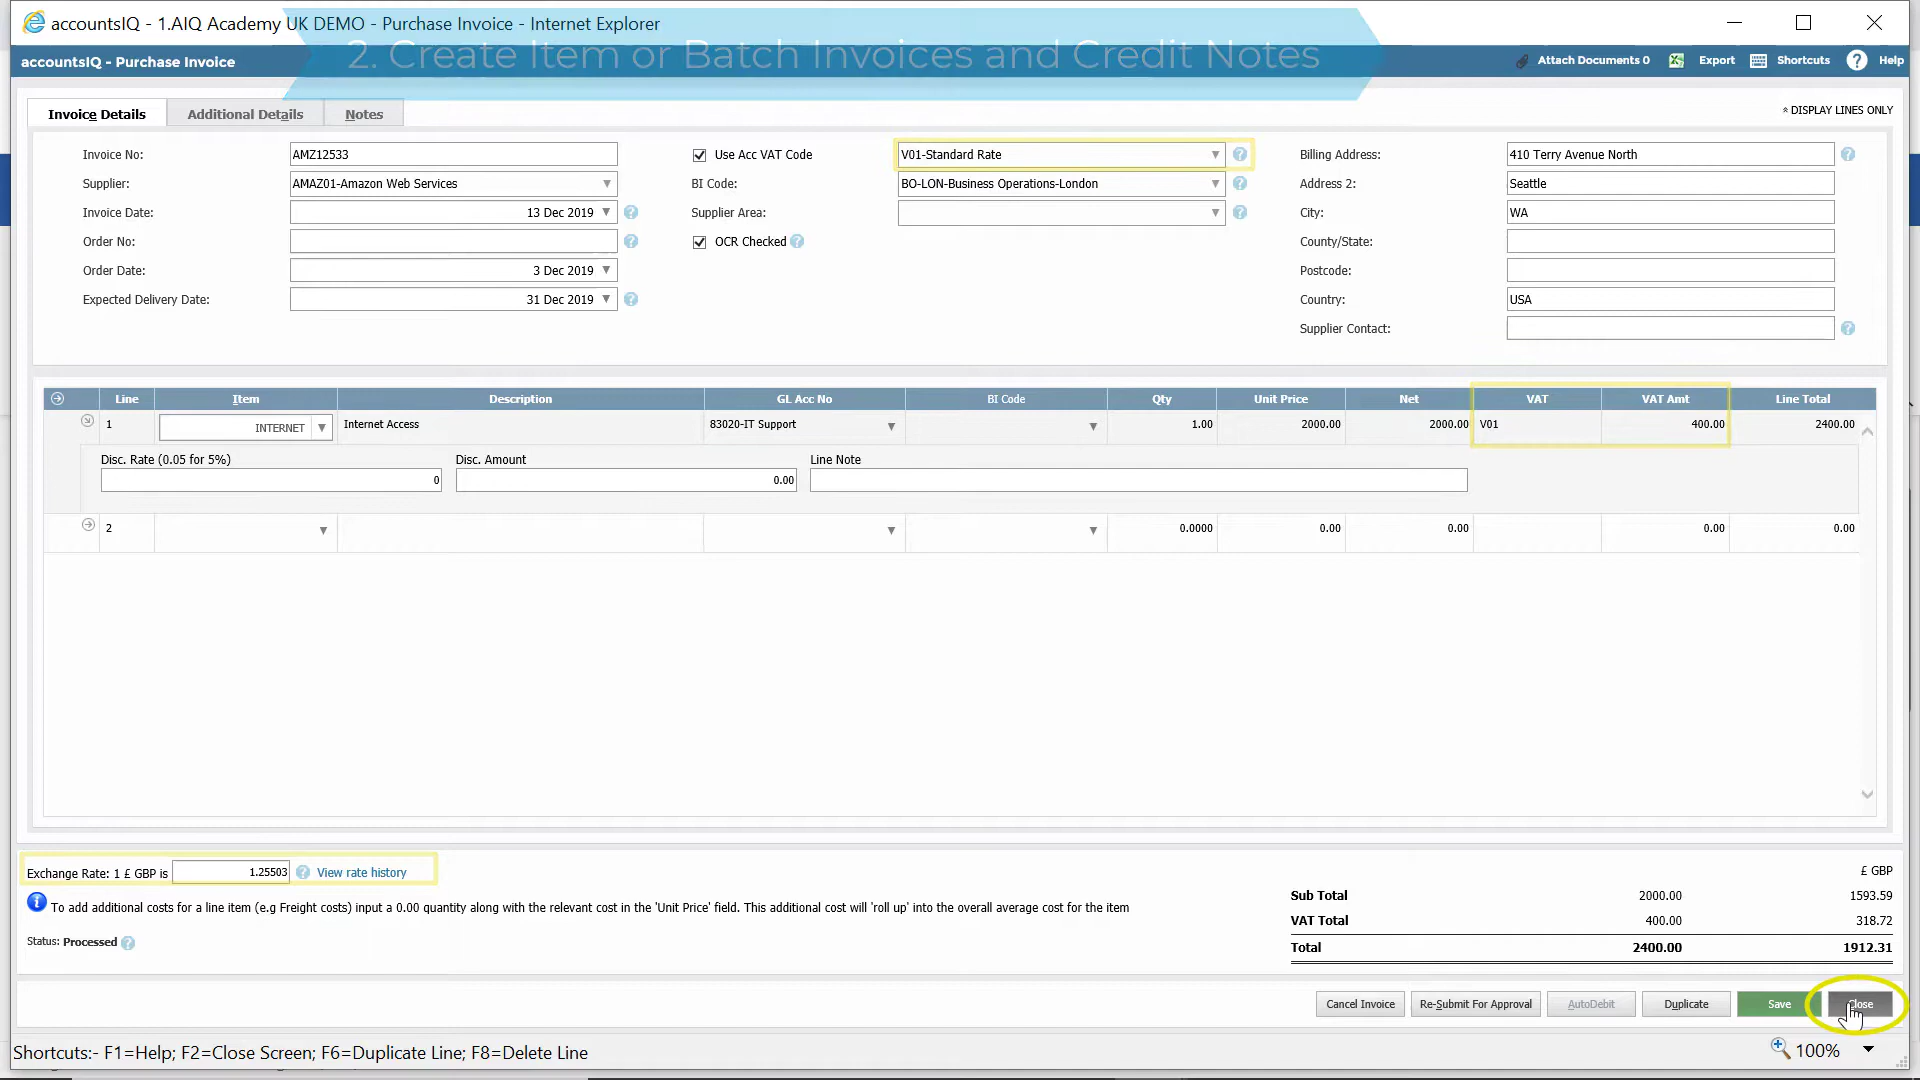 accountsIQ - 1.AIQ Academy UK DEMO - Purchase Invoice - Internet Explorer
2. Create Item or Batch Invoices and Credit Notes
accountsIQ - Purchase Invoice
Attach Documents 0 Export Shortcuts ? Help
Invoice Details Additional Details Notes
DISPLAY LINES ONLY
Invoice No: AMZ12533
Supplier: AMAZ01-Amazon Web Services
Invoice Date: 13 Dec 2019
Order No:
Order Date: 3 Dec 2019
Expected Delivery Date: 31 Dec 2019
Use Acc VAT Code V01-Standard Rate
BI Code: BO-LON-Business Operations-London
Supplier Area:
OCR Checked
Billing Address: 410 Terry Avenue North
Address 2: Seattle
City: WA
County/State:
Postcode:
Country: USA
Supplier Contact:
Line Item Description GL Acc No BI Code Qty Unit Price Net VAT VAT Amt Line Total
1 INTERNET Internet Access 83020-IT Support 1.00 2000.00 2000.00 V01 400.00 2400.00
Disc. Rate (0.05 for 5%) Disc. Amount Line Note
0 0.00
2 0.0000 0.00 0.00 0.00 0.00
Exchange Rate: 1 £ GBP is 1.25503 ? View rate history
To add additional costs for a line item (e.g Freight costs) input a 0.00 quantity along with the relevant cost in the 'Unit Price' field. This additional cost will 'roll up' into the overall average cost for the item
Status: Processed ?
£ GBP
Sub Total 2000.00 1593.59
VAT Total 400.00 318.72
Total 2400.00 1912.31
Cancel Invoice Re-Submit For Approval AutoDebit Duplicate Save Close
Shortcuts:- F1=Help; F2=Close Screen; F6=Duplicate Line; F8=Delete Line
100%